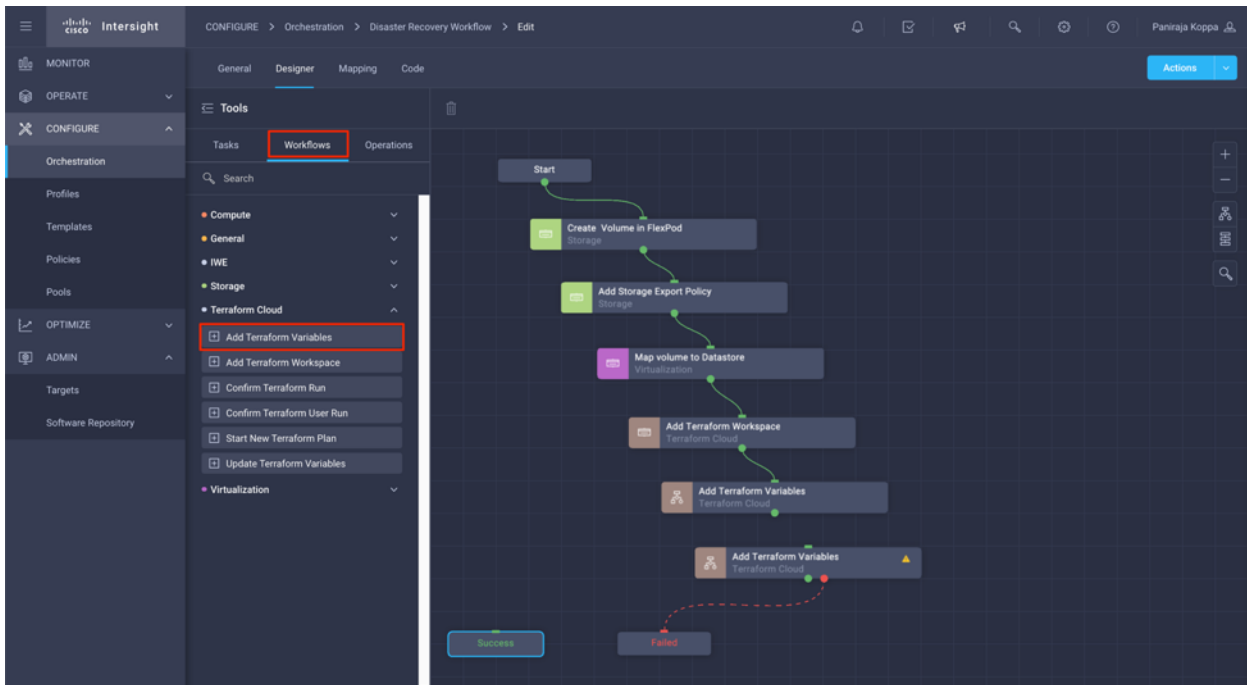 cisco Intersight
CONFIGURE > Orchestration > Disaster Recovery Workflow > Edit
Paniraja Koppa
MONITOR
OPERATE
CONFIGURE
Orchestration
Profiles
Templates
Policies
Pools
OPTIMIZE
ADMIN
Targets
Software Repository
General Designer Mapping Code
Actions
Tools
Tasks Workflows Operations
Search
Compute
General
IWE
Storage
Terraform Cloud
Add Terraform Variables
Add Terraform Workspace
Confirm Terraform Run
Confirm Terraform User Run
Start New Terraform Plan
Update Terraform Variables
Virtualization
Start
Create Volume in FlexPod
Storage
Add Storage Export Policy
Storage
Map volume to Datastore
Virtualization
Add Terraform Workspace
Terraform Cloud
Add Terraform Variables
Terraform Cloud
Add Terraform Variables
Terraform Cloud
Success
Failed